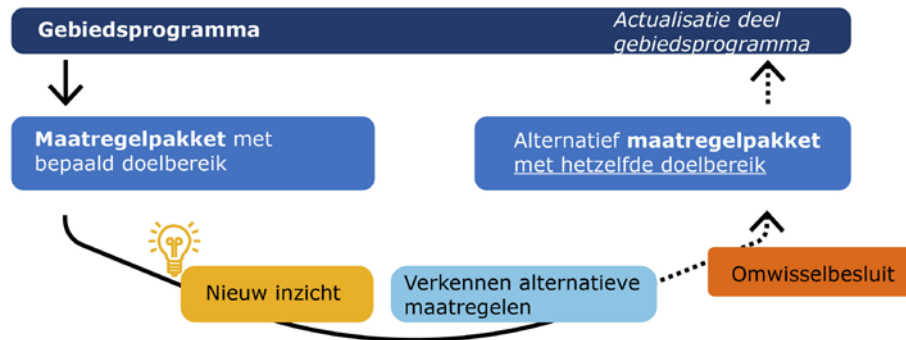 Gebiedsprogramma
Actualisatie deel
gebiedsprogramma
Maatregelpakket met
bepaald doelbereik
Alternatief maatregelpakket
met hetzelfde doelbereik
Nieuw inzicht
Verkennen alternatieve
maatregelen
Omwisselbesluit